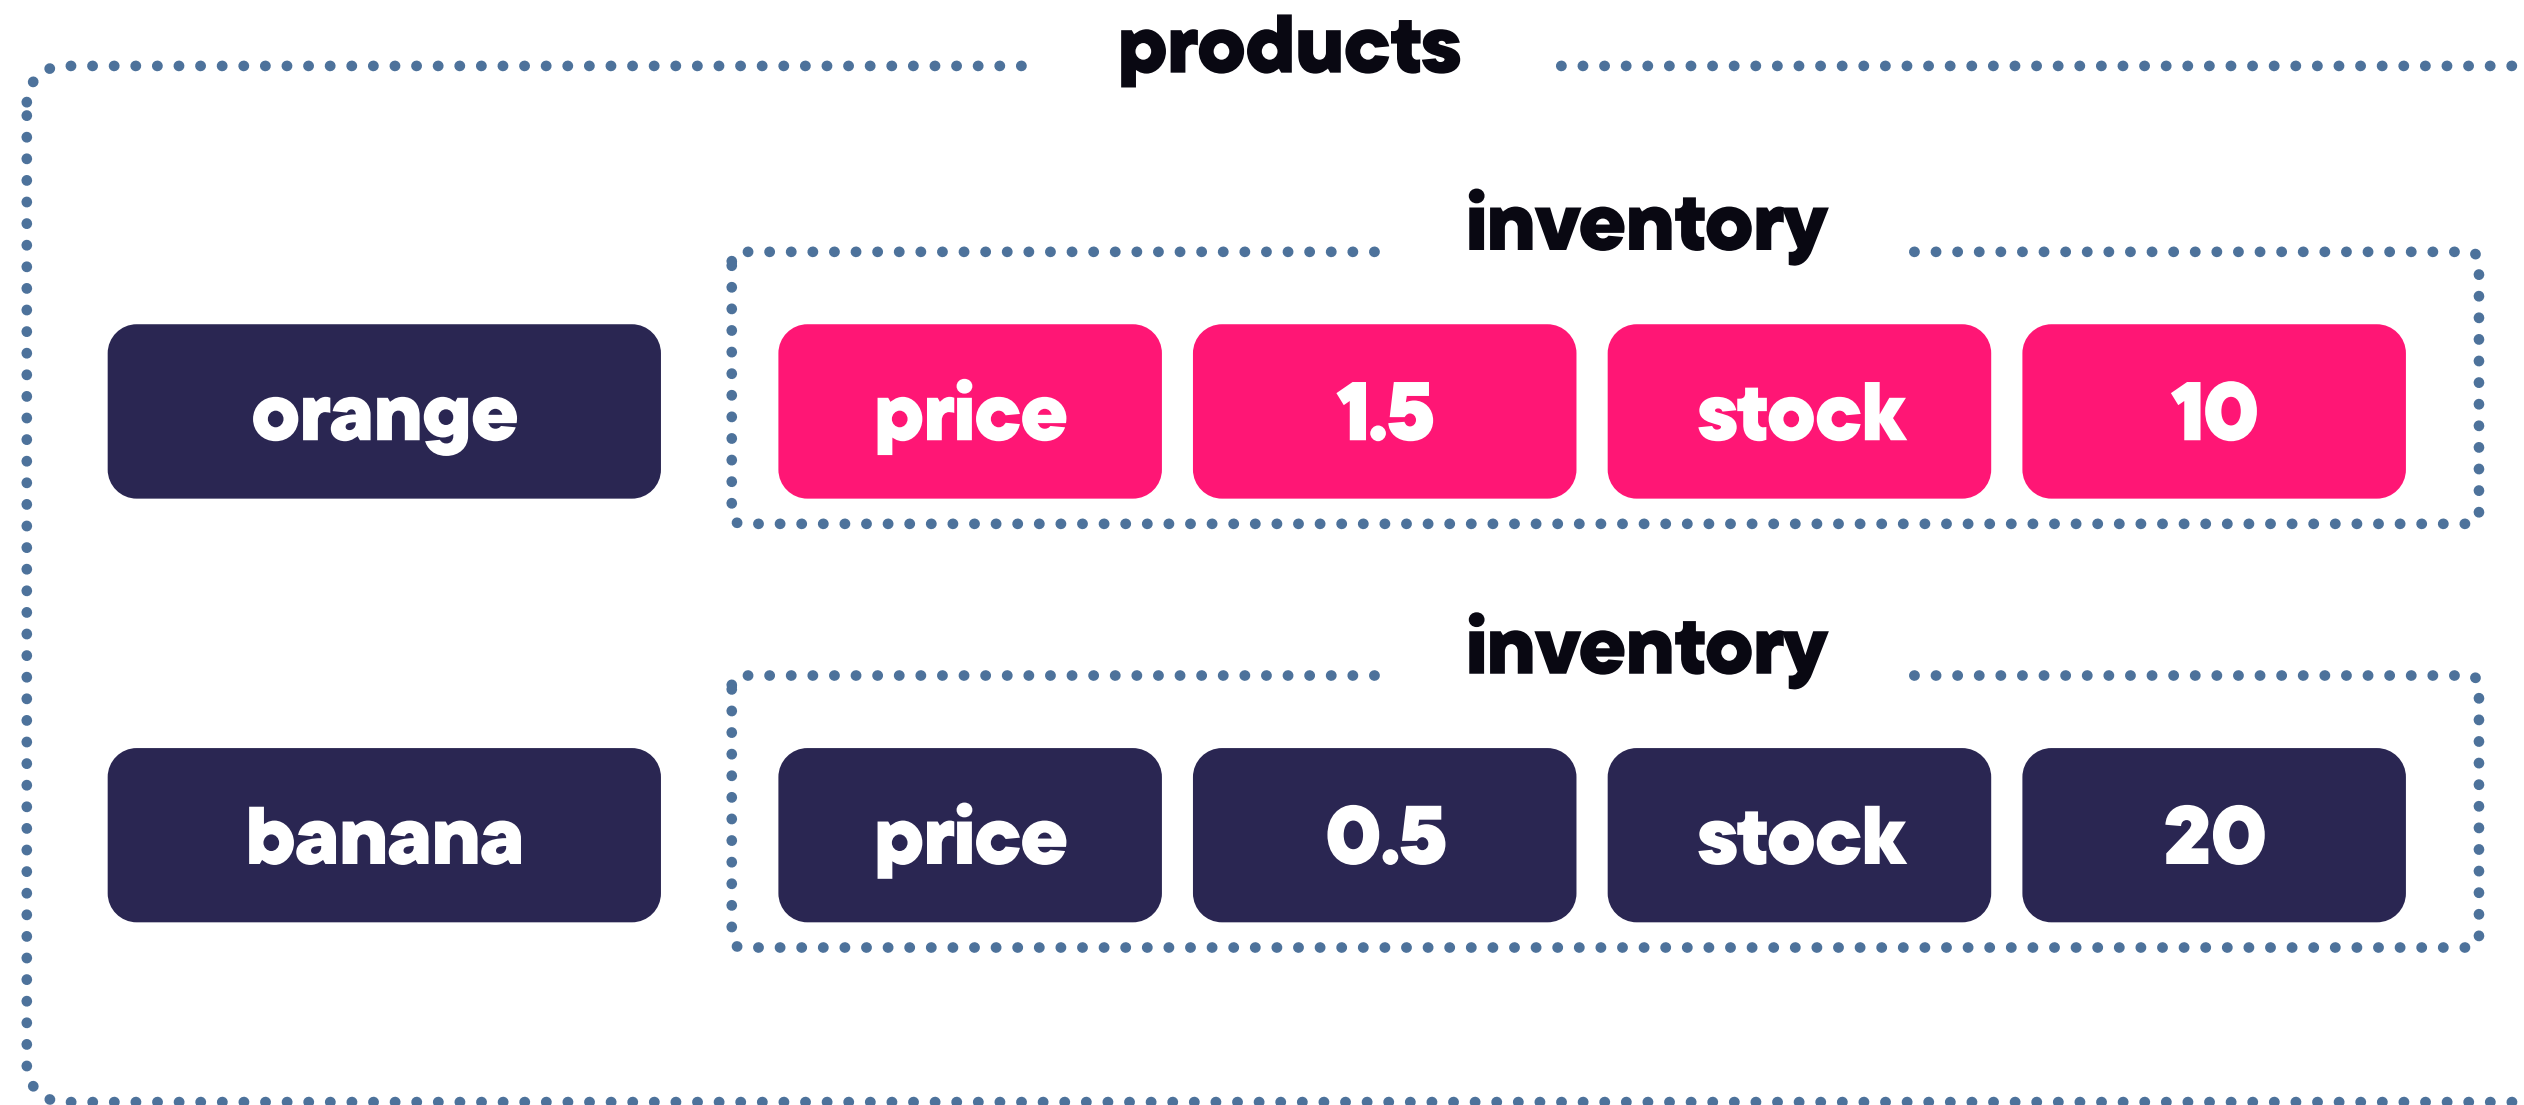 products
inventory
orange price 1.5 stock 10
inventory
banana price 0.5 stock 20